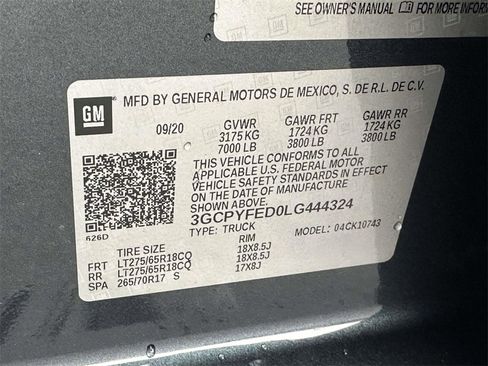 SEE OWNER'S MANUAL FOR MORE INFORM
GM
MFD BY GENERAL MOTORS DE MEXICO, S. DE R.L. DE C.V.
09/20 GVWR GAWR FRT GAWR RR
3175 KG 1724 KG 1724 KG
7000 LB 3800 LB 3800 LB
THIS VEHICLE CONFORMS TO ALL
APPLICABLE U.S. FEDERAL MOTOR
VEHICLE SAFETY STANDARDS IN EFFECT
ON THE DATE OF MANUFACTURE SHOWN ABOVE.
3GCPYFED0LG444324
TYPE: TRUCK MODEL: 04CK10743
626D
TIRE SIZE RIM
FRT LT275/65R18CQ 18X8.5J
RR LT275/65R18CQ 18X8.5J
SPA 265/70R17 S 17X8J